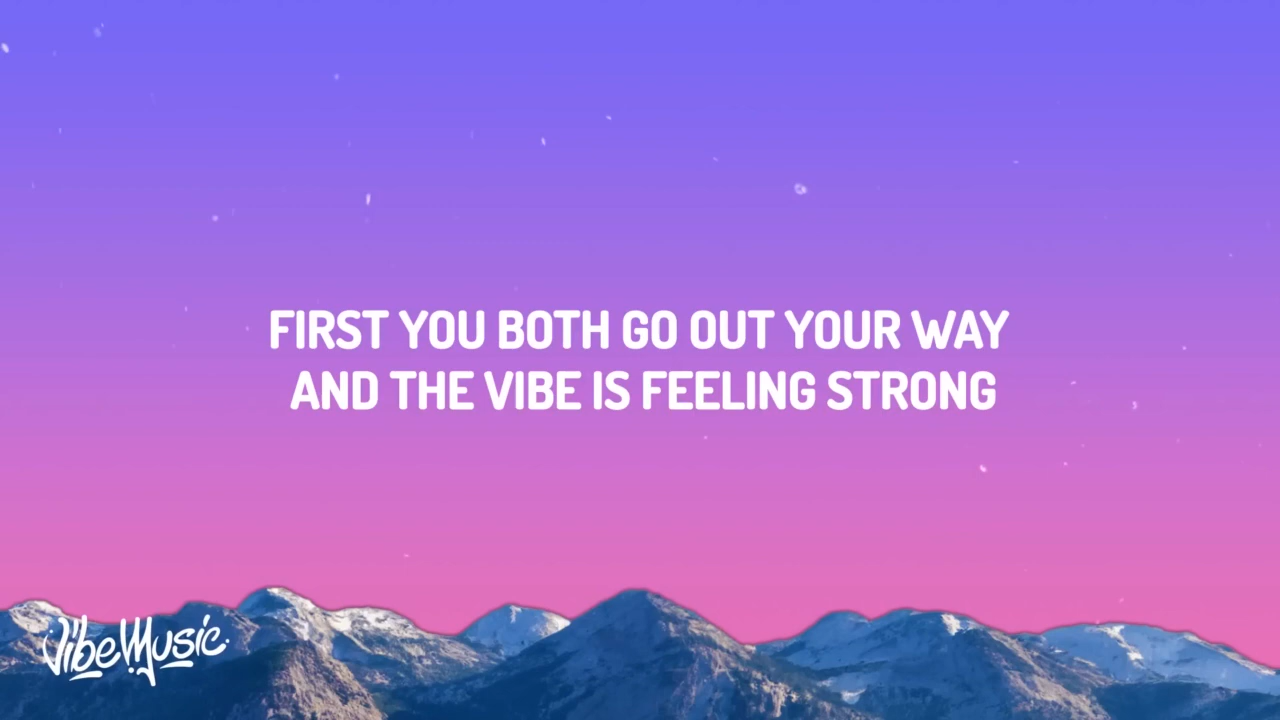 FIRST YOU BOTH GO OUT YOUR WAY
AND THE VIBE IS FEELING STRONG
VibeMusic